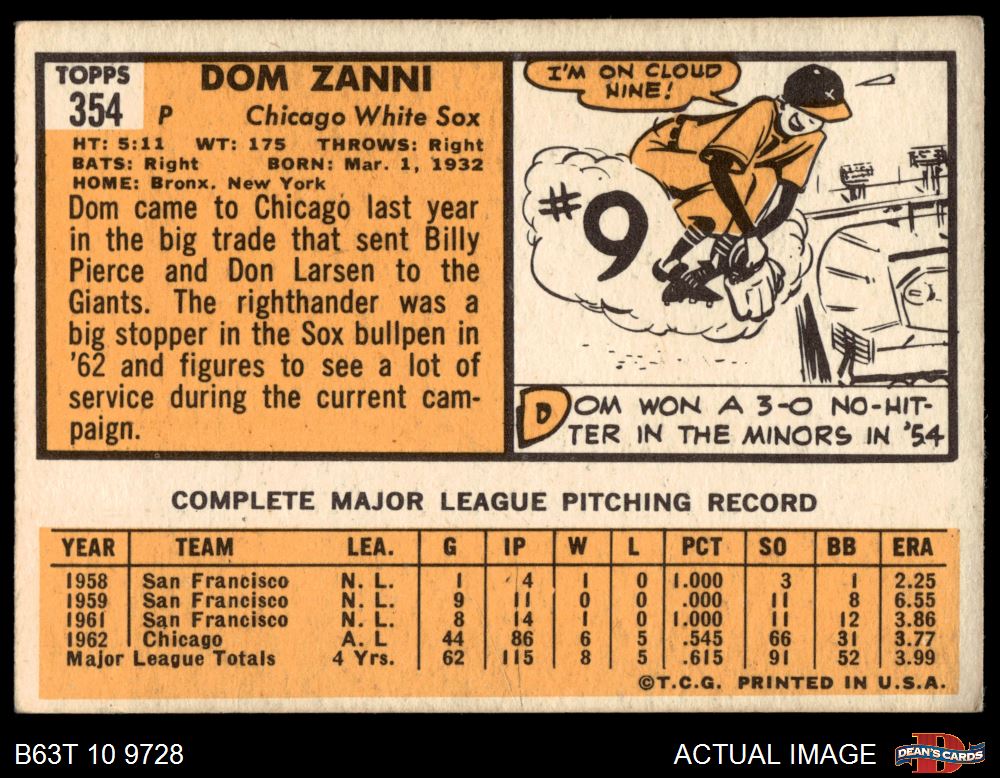 TOPPS
354
DOM ZANNI
P Chicago White Sox
HT: 5:11 WT: 175 THROWS: Right
BATS: Right BORN: Mar. 1, 1932
HOME: Bronx, New York
Dom came to Chicago last year
in the big trade that sent Billy
Pierce and Don Larsen to the
Giants. The righthander was a
big stopper in the Sox bullpen in
'62 and figures to see a lot of
service during the current cam-
paign.
I'M ON CLOUD
NINE!
#9
DOM WON A 3-0 NO-HIT-
TER IN THE MINORS IN '54
COMPLETE MAJOR LEAGUE PITCHING RECORD
YEAR TEAM LEA. G IP W L PCT SO BB ERA
1958 San Francisco N. L. 1 4 1 0 1.000 3 1 2.25
1959 San Francisco N. L. 9 11 0 0 .000 11 8 6.55
1961 San Francisco N. L. 8 14 1 0 1.000 11 12 3.86
1962 Chicago A. L 44 86 6 5 .545 66 31 3.77
Major League Totals 4 Yrs. 62 115 8 5 .615 91 52 3.99
©T.C.G. PRINTED IN U.S.A.
B63T 10 9728
ACTUAL IMAGE
D
DEAN'S CARDS